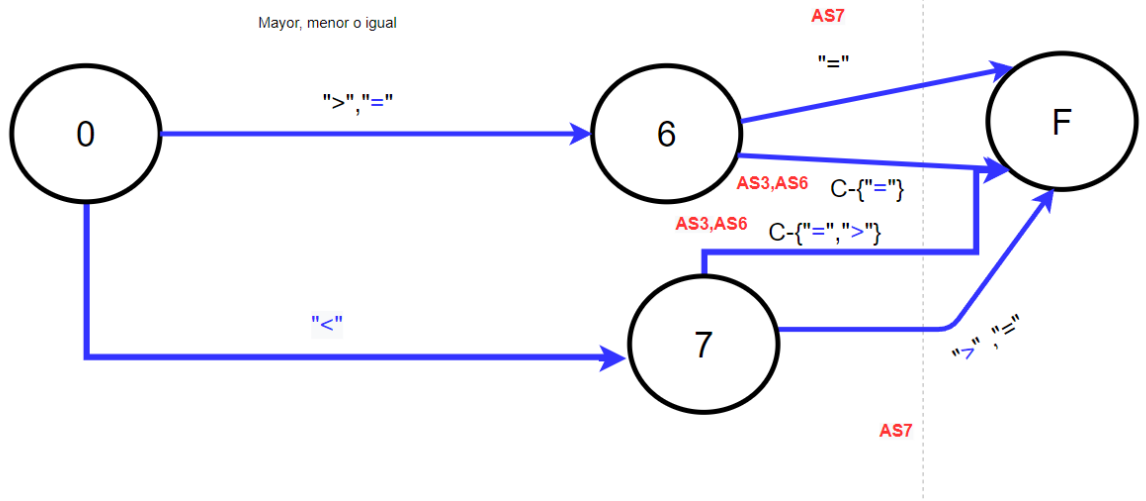 Mayor, menor o igual
AS7
"="
">","="
0
6
F
AS3,AS6
C-{"="}
AS3,AS6
C-{"=",">"}
"<"
7
">" ,"="
AS7